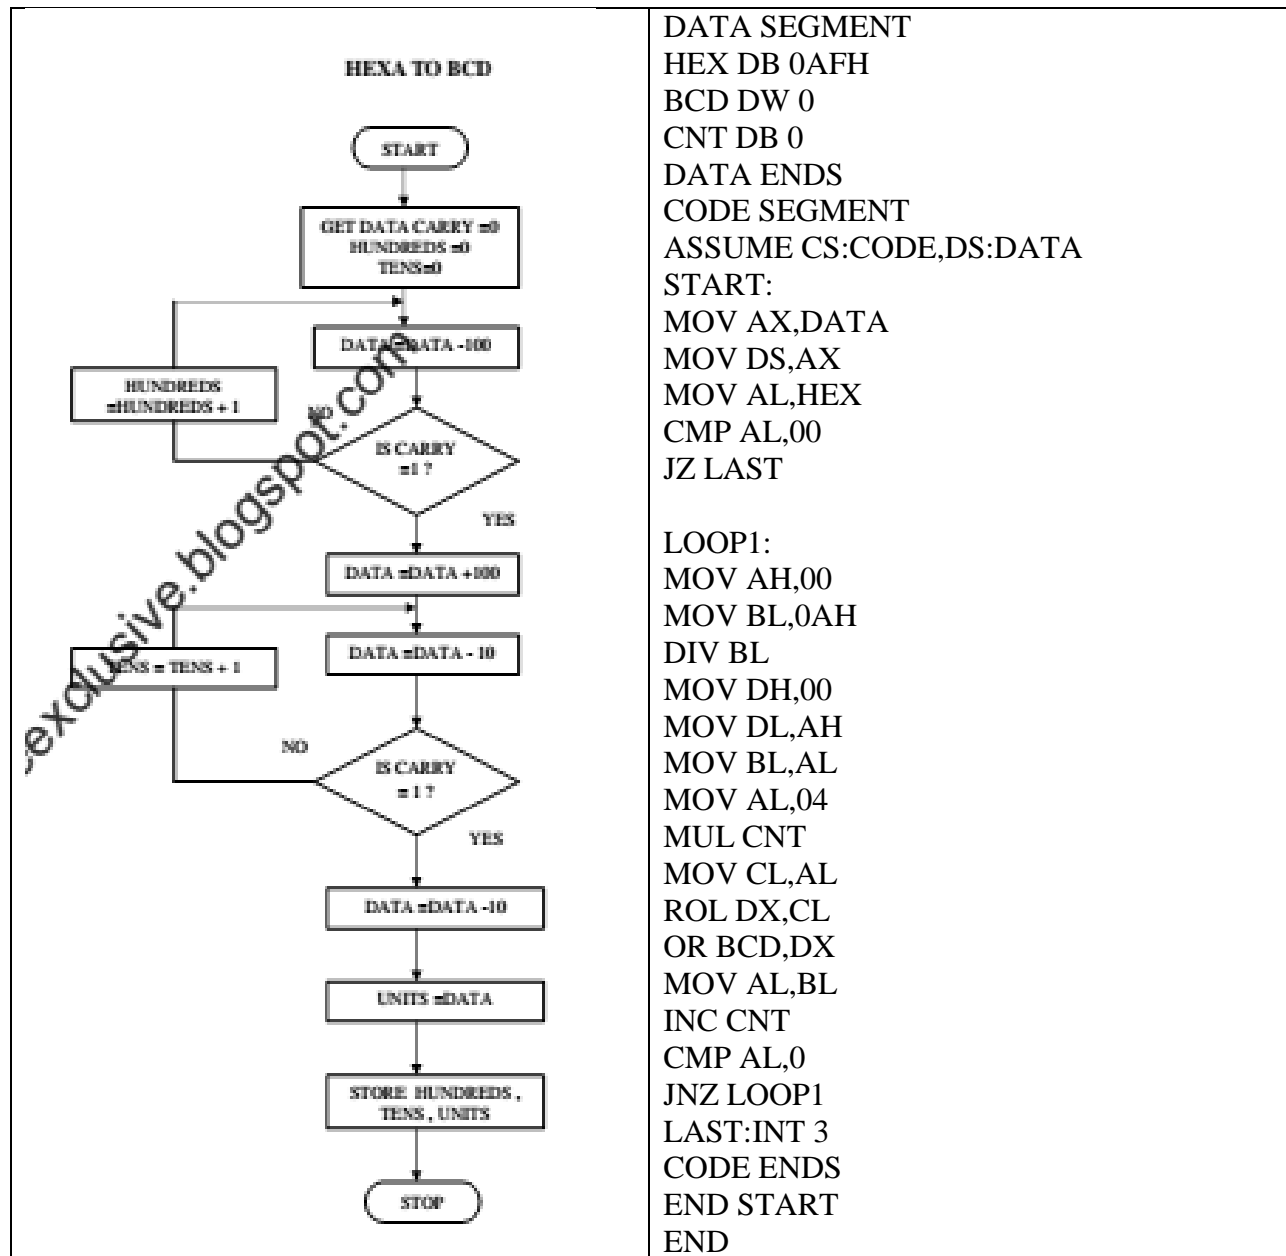 HEXA TO BCD
START
GET DATA CARRY =0
HUNDREDS =0
TENS=0
DATA =DATA -100
HUNDREDS
=HUNDREDS + 1
NO
IS CARRY
=1 ?
YES
DATA =DATA +100
DATA =DATA - 10
TENS = TENS + 1
NO
IS CARRY
= 1 ?
YES
DATA =DATA -10
UNITS =DATA
STORE HUNDREDS ,
TENS , UNITS
STOP
exclusive.blogspot.com
DATA SEGMENT
HEX DB 0AFH
BCD DW 0
CNT DB 0
DATA ENDS
CODE SEGMENT
ASSUME CS:CODE,DS:DATA
START:
MOV AX,DATA
MOV DS,AX
MOV AL,HEX
CMP AL,00
JZ LAST
LOOP1:
MOV AH,00
MOV BL,0AH
DIV BL
MOV DH,00
MOV DL,AH
MOV BL,AL
MOV AL,04
MUL CNT
MOV CL,AL
ROL DX,CL
OR BCD,DX
MOV AL,BL
INC CNT
CMP AL,0
JNZ LOOP1
LAST:INT 3
CODE ENDS
END START
END